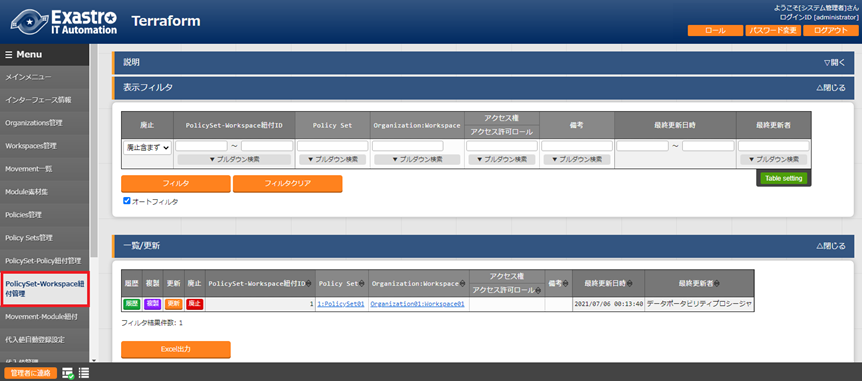 Exastro
IT Automation
Terraform
ようこそ[システム管理者]さん
ログインID [administrator]
ロール
パスワード変更
ログアウト
Menu
メインメニュー
インターフェース情報
Organizations管理
Workspaces管理
Movement一覧
Module素材集
Policies管理
Policy Sets管理
PolicySet-Policy紐付管理
PolicySet-Workspace紐
付管理
Movement-Module紐付
代入値自動登録設定
代入値管理
管理者に連絡
説明 ▽開く
表示フィルタ △閉じる
廃止 PolicySet-Workspace紐付ID Policy Set Organization:Workspace アクセス権 備考 最終更新日時 最終更新者
アクセス許可ロール
廃止含まず ～ ～
▼ プルダウン検索 ▼ プルダウン検索 ▼ プルダウン検索 ▼ プルダウン検索 ▼ プルダウン検索 ▼ プルダウン検索
Table setting
フィルタ フィルタクリア
オートフィルタ
一覧/更新 △閉じる
履歴 複製 更新 廃止 PolicySet-Workspace紐付ID Policy Set Organization:Workspace アクセス権 備考 最終更新日時 最終更新者
アクセス許可ロール
履歴 複製 更新 廃止 1 1:PolicySet01 Organization01:Workspace01 2021/07/06 00:13:40 データポータビリティプロシージャ
フィルタ結果件数: 1
Excel出力